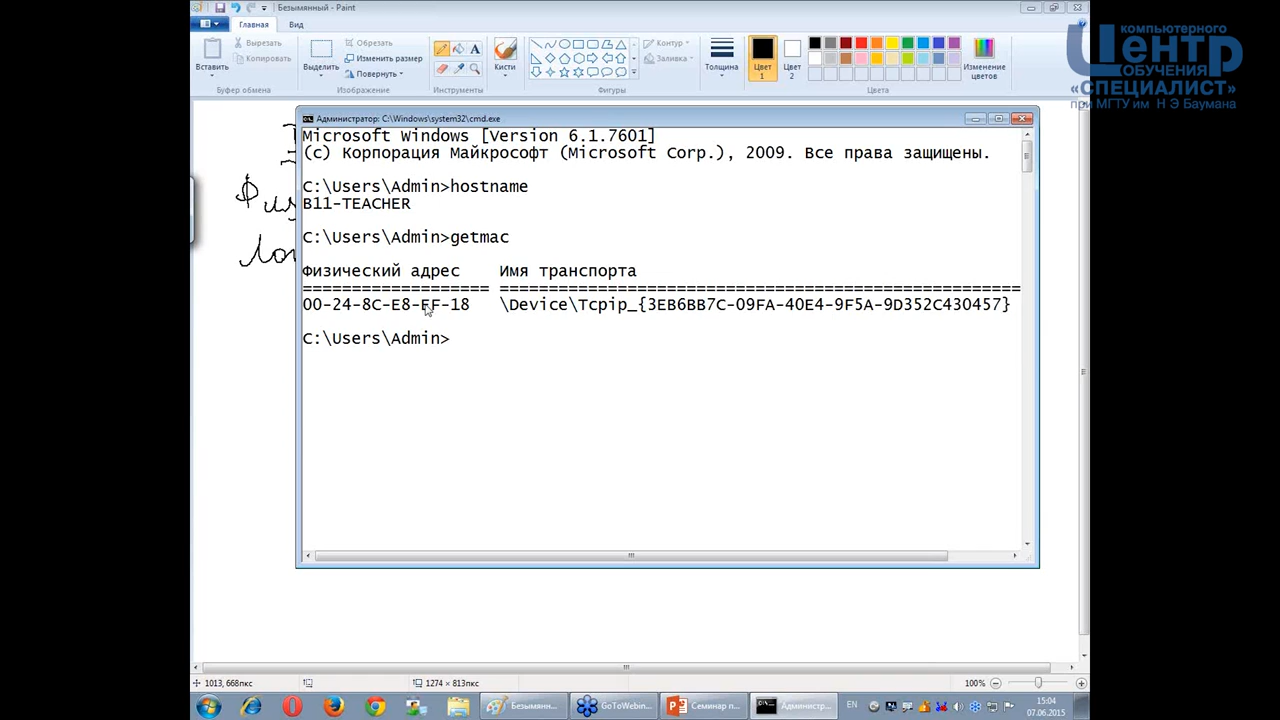 Безымянный - Paint
Главная
Вид
Вставить
Вырезать
Копировать
Буфер обмена
Выделить
Обрезать
Изменить размер
Повернуть
Изображение
Инструменты
Кисти
Фигуры
Контур
Заливка
Толщина
Цвет 1
Цвет 2
Цвета
Изменение цветов
компьютерного
Центр
ОБУЧЕНИЯ
«СПЕЦИАЛИСТ»
при МГТУ им Н Э Баумана
Администратор: C:\Windows\system32\cmd.exe
Microsoft Windows [Version 6.1.7601]
(c) Корпорация Майкрософт (Microsoft Corp.), 2009. Все права защищены.
C:\Users\Admin>hostname
B11-TEACHER
C:\Users\Admin>getmac
Физический адрес    Имя транспорта
=================== ==================================================
00-24-8C-E8-FF-18   \Device\Tcpip_{3EB6BB7C-09FA-40E4-9F5A-9D352C430457}
C:\Users\Admin>
1013, 668пкс
1274 × 813пкс
100%
Безымянн...
GoToWebin...
Семинар п...
Администр...
EN
15:04
07.06.2015